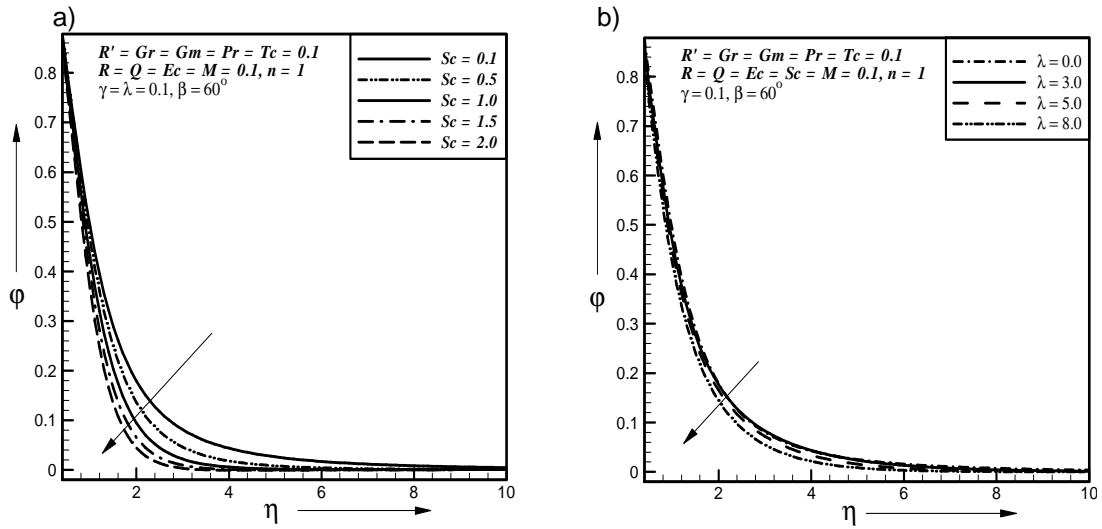 a)
R' = Gr = Gm = Pr = Tc = 0.1
R = Q = Ec = M = 0.1, n = 1
γ = λ = 0.1, β = 60°
Sc = 0.1
Sc = 0.5
Sc = 1.0
Sc = 1.5
Sc = 2.0
0.8
0.7
0.6
0.5
0.4
0.3
0.2
0.1
0
φ
2
4
6
8
10
η
b)
R' = Gr = Gm = Pr = Tc = 0.1
R = Q = Ec = Sc = M = 0.1, n = 1
γ = 0.1, β = 60°
λ = 0.0
λ = 3.0
λ = 5.0
λ = 8.0
0.8
0.7
0.6
0.5
0.4
0.3
0.2
0.1
0
φ
2
4
6
8
10
η